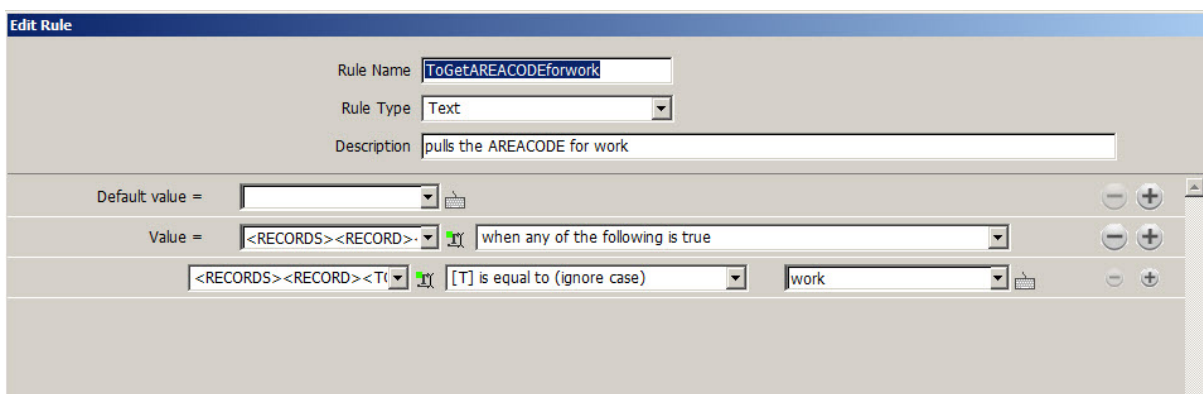 Edit Rule
Rule Name ToGetAREACODEforwork
Rule Type Text
Description pulls the AREACODE for work
Default value =
Value = <RECORDS><RECORD>- when any of the following is true
<RECORDS><RECORD><T( [T] is equal to (ignore case) work